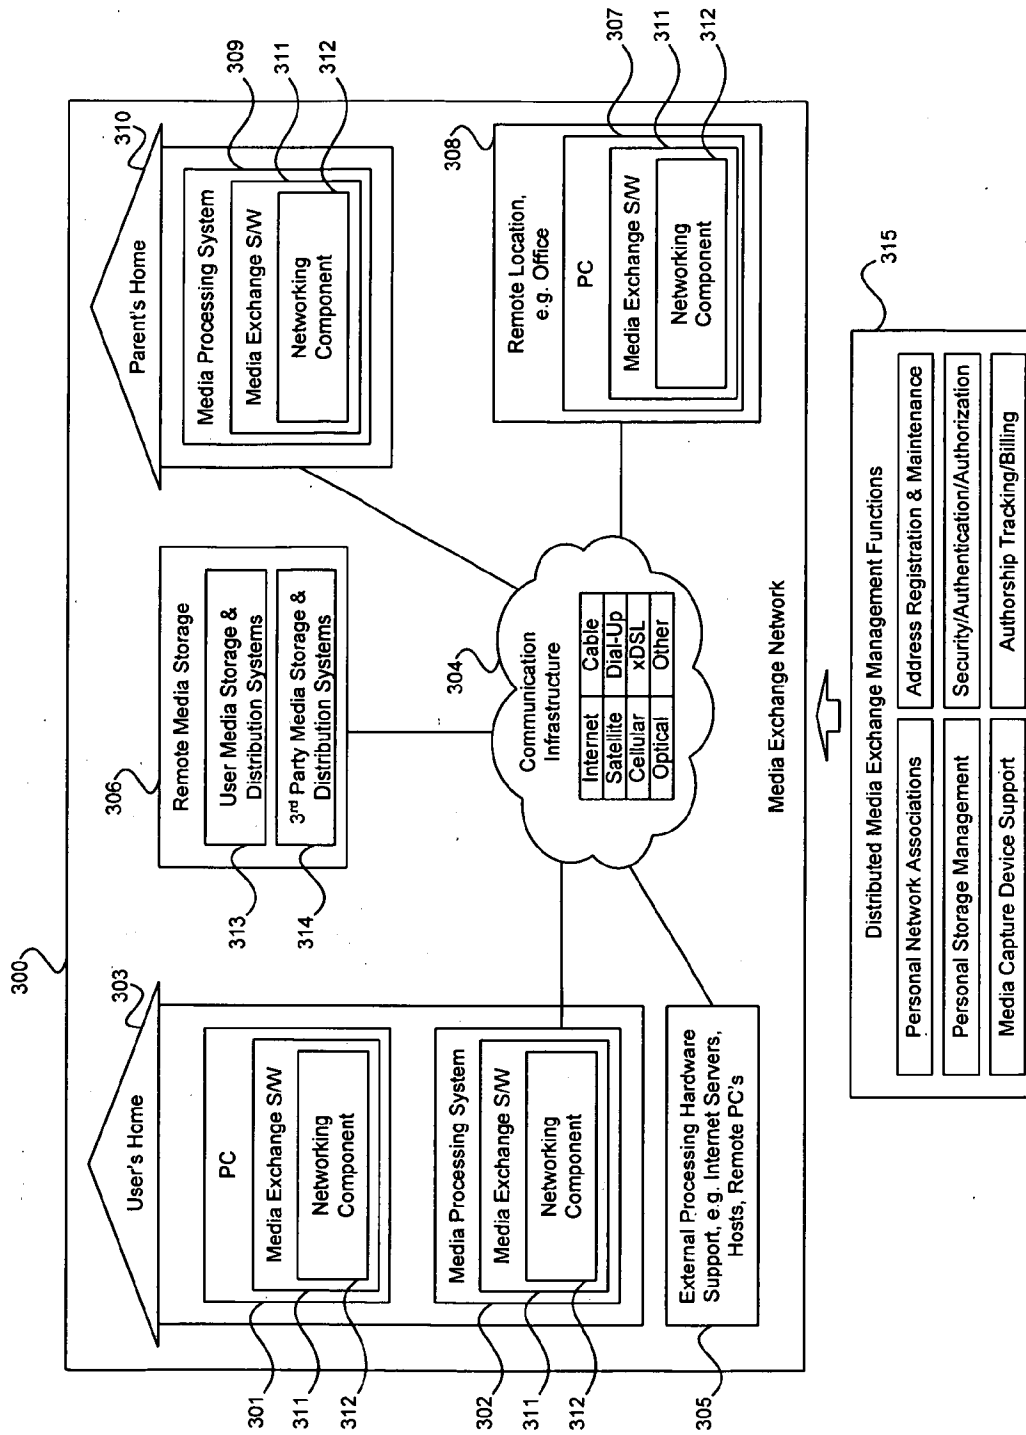 300
303
User's Home
PC
Media Exchange S/W
Networking
Component
301
311
312
Media Processing System
Media Exchange S/W
Networking
Component
302
311
312
External Processing Hardware
Support, e.g. Internet Servers,
Hosts, Remote PC's
305
306
Remote Media Storage
User Media Storage &
Distribution Systems
3rd Party Media Storage &
Distribution Systems
313
314
304
Communication
Infrastructure
Internet Cable
Satellite Dial-Up
Cellular xDSL
Optical Other
310
Parent's Home
Media Processing System
Media Exchange S/W
Networking
Component
309
311
312
308
Remote Location,
e.g. Office
PC
Media Exchange S/W
Networking
Component
307
311
312
Media Exchange Network
315
Distributed Media Exchange Management Functions
Personal Network Associations
Address Registration & Maintenance
Personal Storage Management
Security/Authentication/Authorization
Media Capture Device Support
Authorship Tracking/Billing